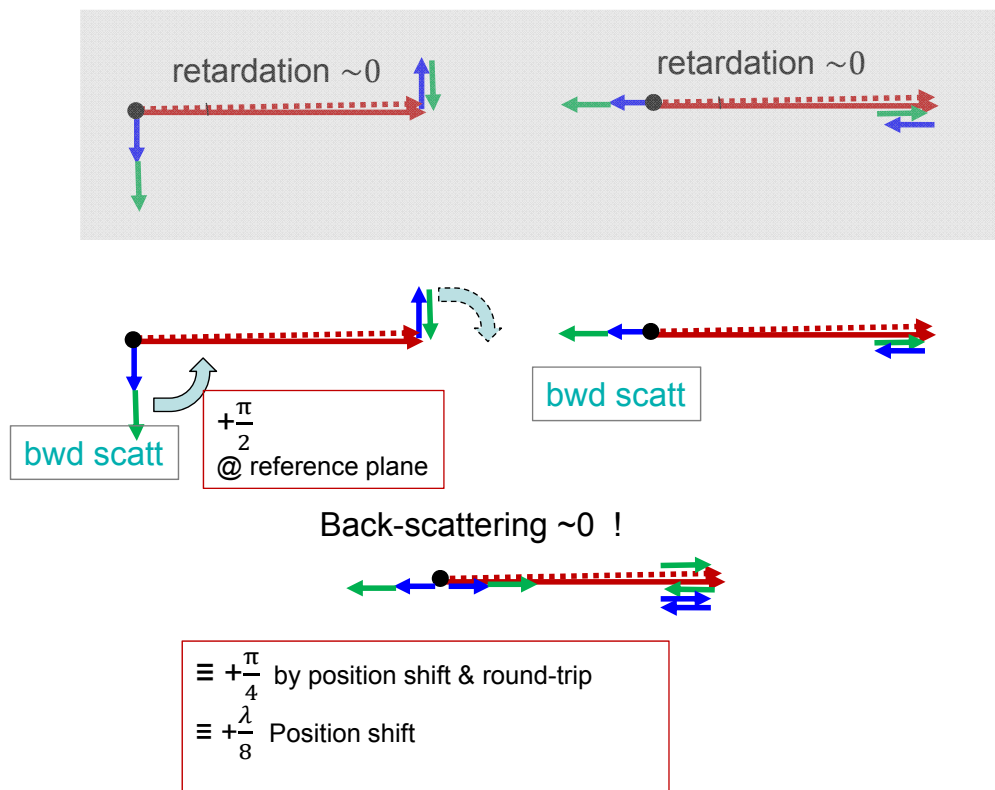 retardation ~0
retardation ~0
bwd scatt
+π/2
@ reference plane
bwd scatt
Back-scattering ~0 !
≡ +π/4 by position shift & round-trip
≡ +λ/8 Position shift